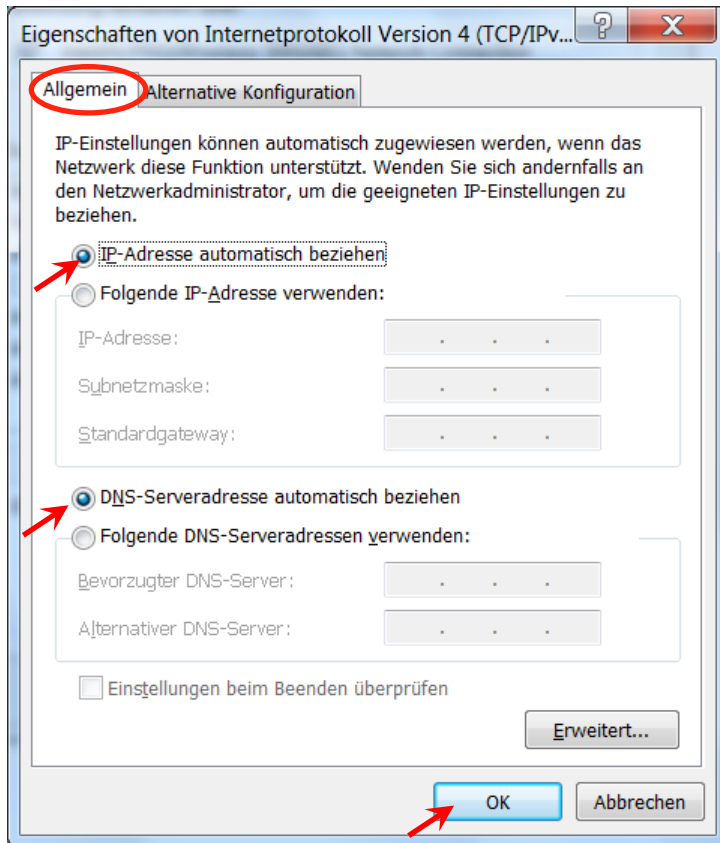 Eigenschaften von Internetprotokoll Version 4 (TCP/IPv...
Allgemein
Alternative Konfiguration
IP-Einstellungen können automatisch zugewiesen werden, wenn das
Netzwerk diese Funktion unterstützt. Wenden Sie sich andernfalls an
den Netzwerkadministrator, um die geeigneten IP-Einstellungen zu
beziehen.
IP-Adresse automatisch beziehen
Folgende IP-Adresse verwenden:
IP-Adresse:
. . .
Subnetzmaske:
. . .
Standardgateway:
. . .
DNS-Serveradresse automatisch beziehen
Folgende DNS-Serveradressen verwenden:
Bevorzugter DNS-Server:
. . .
Alternativer DNS-Server:
. . .
Einstellungen beim Beenden überprüfen
Erweitert...
OK
Abbrechen